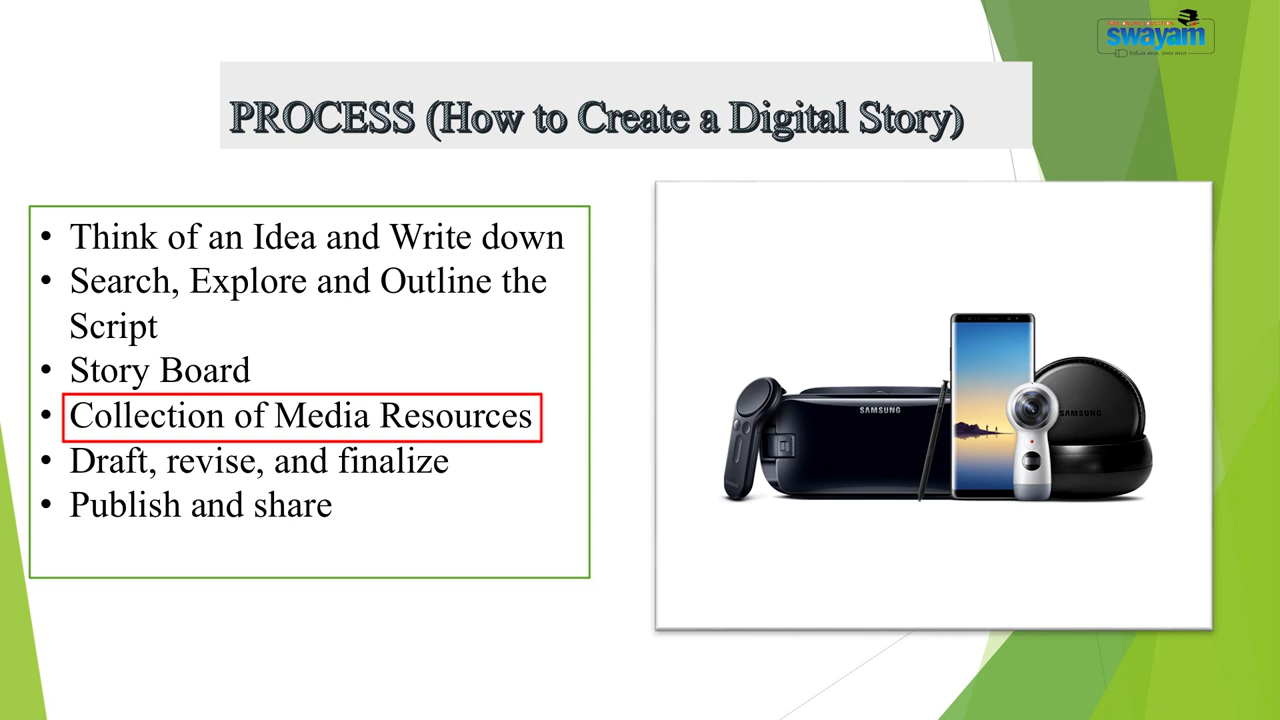 swayam
PROCESS (How to Create a Digital Story)
• Think of an Idea and Write down
• Search, Explore and Outline the
Script
• Story Board
• Collection of Media Resources
• Draft, revise, and finalize
• Publish and share
SAMSUNG
SAMSUNG